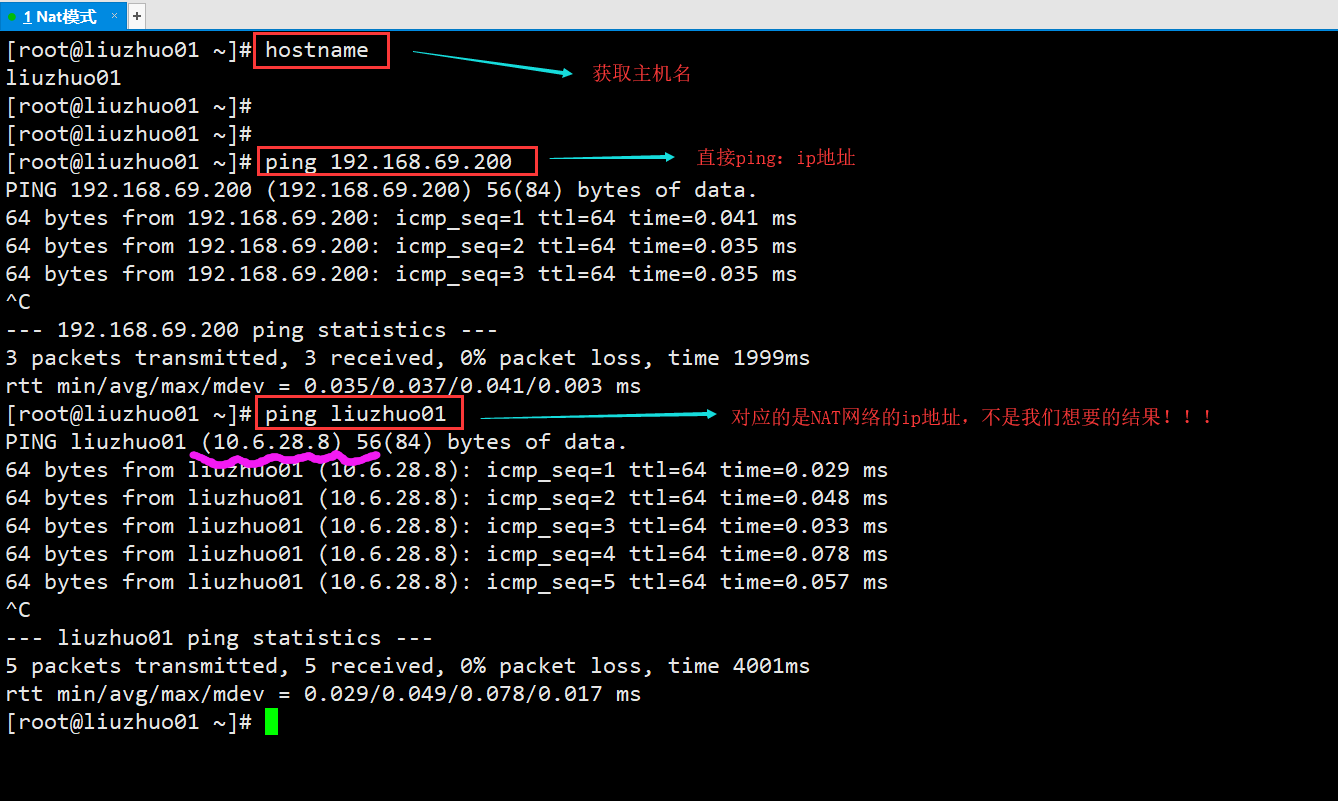 1 Nat模式 × +
[root@liuzhuo01 ~]# hostname
获取主机名
liuzhuo01
[root@liuzhuo01 ~]#
[root@liuzhuo01 ~]#
[root@liuzhuo01 ~]# ping 192.168.69.200
直接ping：ip地址
PING 192.168.69.200 (192.168.69.200) 56(84) bytes of data.
64 bytes from 192.168.69.200: icmp_seq=1 ttl=64 time=0.041 ms
64 bytes from 192.168.69.200: icmp_seq=2 ttl=64 time=0.035 ms
64 bytes from 192.168.69.200: icmp_seq=3 ttl=64 time=0.035 ms
^C
--- 192.168.69.200 ping statistics ---
3 packets transmitted, 3 received, 0% packet loss, time 1999ms
rtt min/avg/max/mdev = 0.035/0.037/0.041/0.003 ms
[root@liuzhuo01 ~]# ping liuzhuo01
对应的是NAT网络的ip地址，不是我们想要的结果！！！
PING liuzhuo01 (10.6.28.8) 56(84) bytes of data.
64 bytes from liuzhuo01 (10.6.28.8): icmp_seq=1 ttl=64 time=0.029 ms
64 bytes from liuzhuo01 (10.6.28.8): icmp_seq=2 ttl=64 time=0.048 ms
64 bytes from liuzhuo01 (10.6.28.8): icmp_seq=3 ttl=64 time=0.033 ms
64 bytes from liuzhuo01 (10.6.28.8): icmp_seq=4 ttl=64 time=0.078 ms
64 bytes from liuzhuo01 (10.6.28.8): icmp_seq=5 ttl=64 time=0.057 ms
^C
--- liuzhuo01 ping statistics ---
5 packets transmitted, 5 received, 0% packet loss, time 4001ms
rtt min/avg/max/mdev = 0.029/0.049/0.078/0.017 ms
[root@liuzhuo01 ~]#